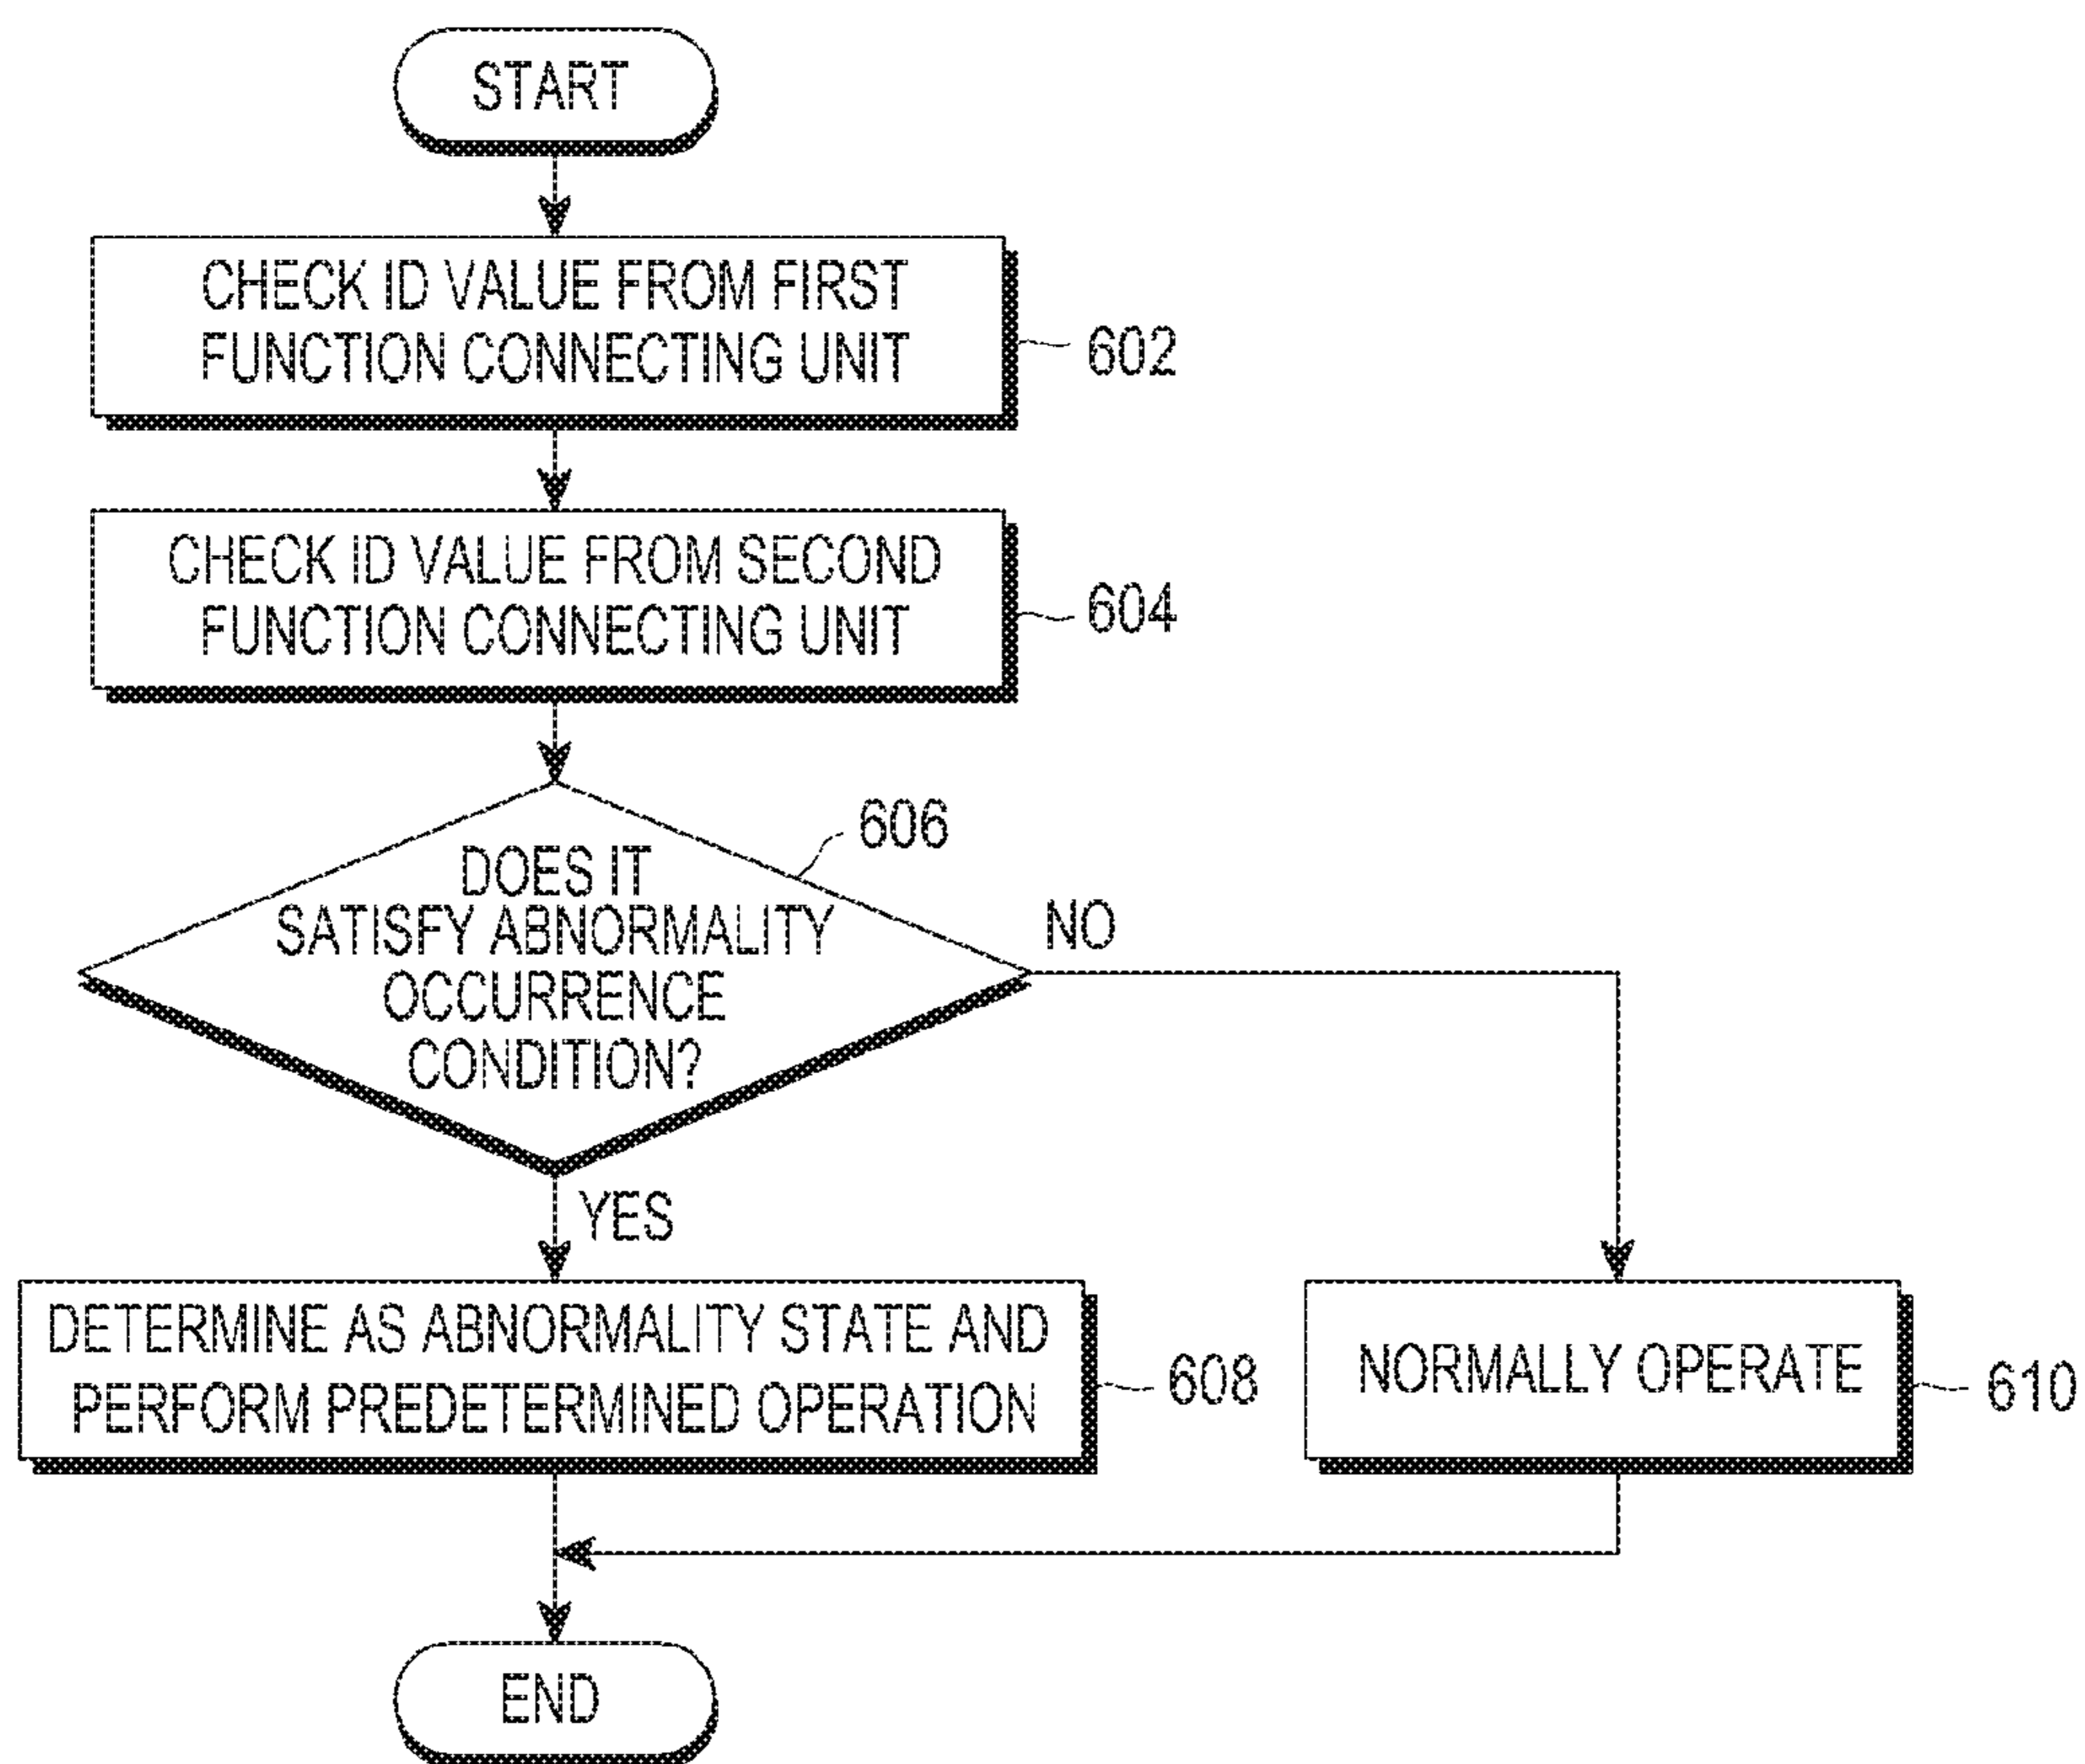 START
CHECK ID VALUE FROM FIRST
FUNCTION CONNECTING UNIT
602
CHECK ID VALUE FROM SECOND
FUNCTION CONNECTING UNIT
604
606
DOES IT
SATISFY ABNORMALITY
OCCURRENCE
CONDITION?
NO
YES
DETERMINE AS ABNORMALITY STATE AND
PERFORM PREDETERMINED OPERATION
608
NORMALLY OPERATE
610
END